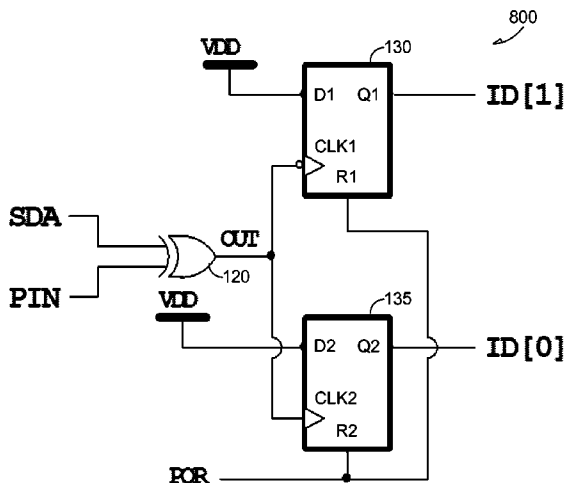 800
VDD
130
D1 Q1
ID[1]
CLK1
R1
SDA
OUT
120
PIN
VDD
135
D2 Q2
ID[0]
CLK2
R2
POR